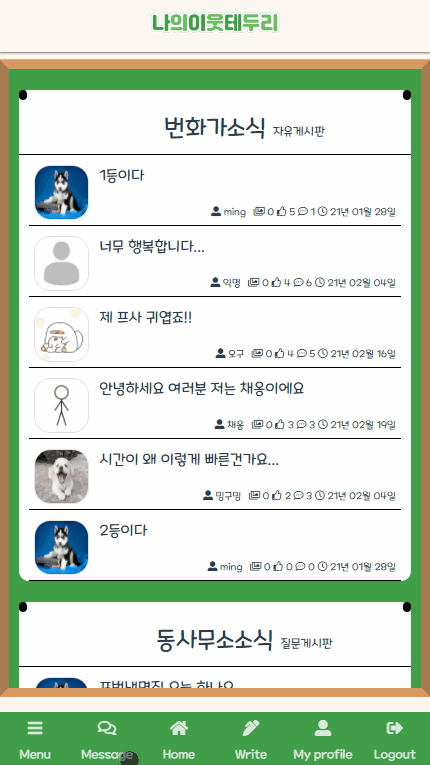 나의이웃테두리
번화가소식 자유게시판
1등이다
ming 0 5 1 21년 01월 28일
너무 행복합니다...
익명 0 4 6 21년 02월 04일
제 프사 귀엽죠!!
오구 0 4 5 21년 02월 16일
안녕하세요 여러분 저는 채옹이에요
채옹 0 3 3 21년 02월 19일
시간이 왜 이렇게 빠른건가요...
밍구밍 0 2 3 21년 02월 04일
2등이다
ming 0 0 0 21년 01월 28일
동사무소소식 질문게시판
Menu Message Home Write My profile Logout